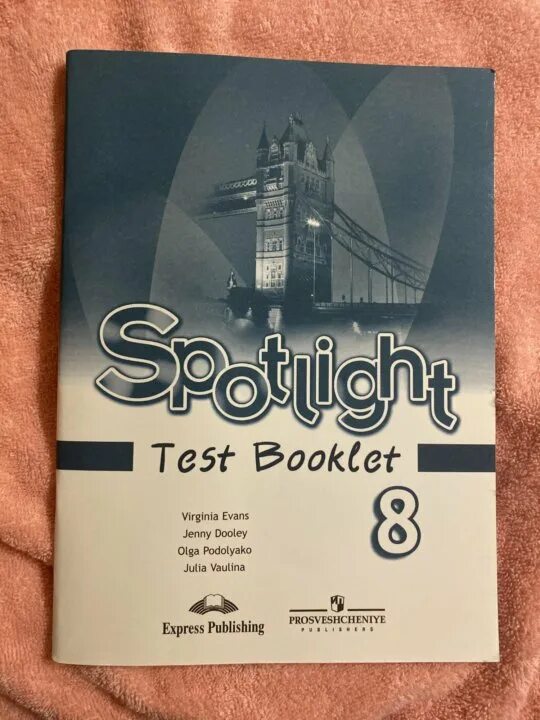 Spotlight
Test Booklet
8
Virginia Evans
Jenny Dooley
Olga Podolyako
Julia Vaulina
Express Publishing
PROSVESHCHENIYE
PUBLISHERS